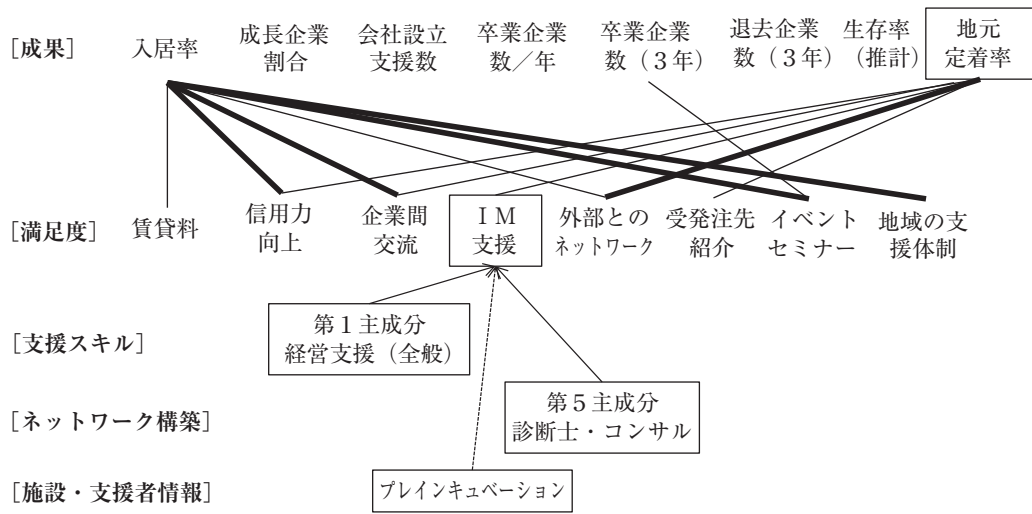 [成果]
入居率
成長企業
割合
会社設立
支援数
卒業企業
数／年
卒業企業
数（３年）
退去企業
数（３年）
生存率
（推計）
地元
定着率
[満足度]
賃貸料
信用力
向上
企業間
交流
ＩＭ
支援
外部との
ネットワーク
受発注先
紹介
イベント
セミナー
地域の支
援体制
[支援スキル]
第１主成分
経営支援（全般）
[ネットワーク構築]
第５主成分
診断士・コンサル
[施設・支援者情報]
プレインキュベーション